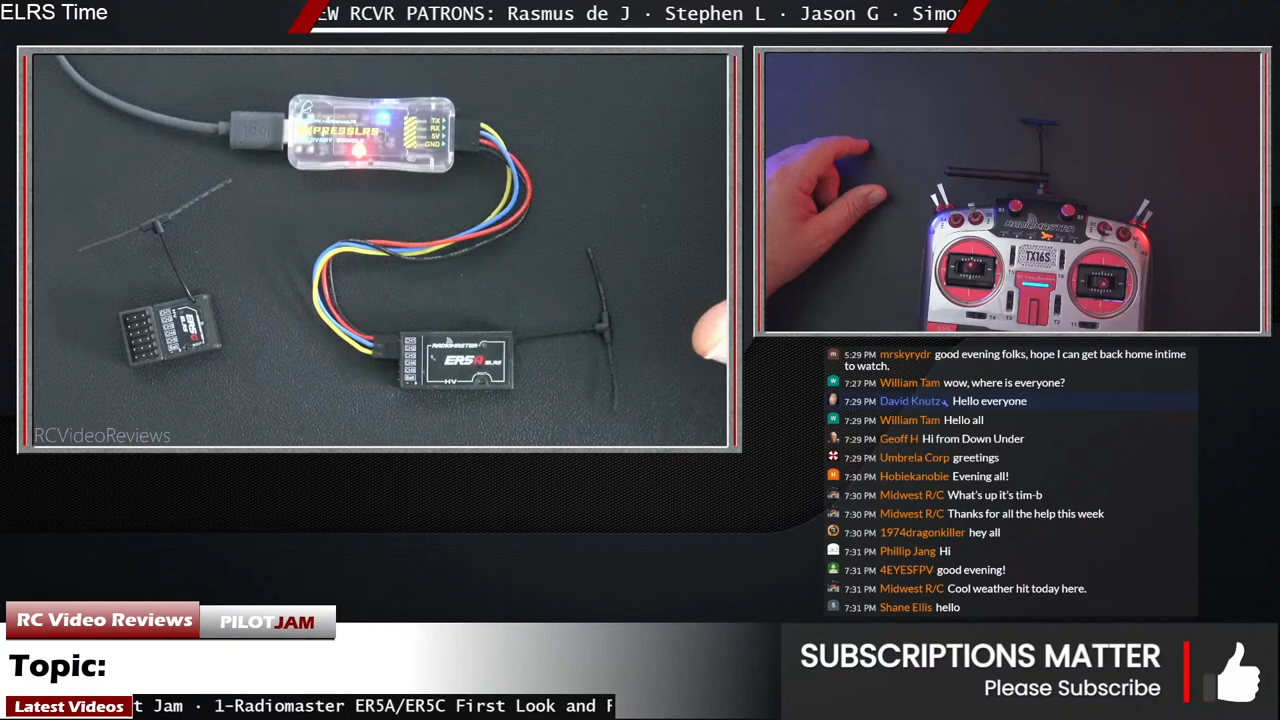 ELRS Time
EW RCVR PATRONS: Rasmus de J · Stephen L · Jason G · Simo
EXPRESSLRS
TX
RX
5V
GND
RADIOMASTER
ER5A
HV
RCVideoReviews
RADIOMASTER
TX16S
5:29 PM mrskyrydr good evening folks, hope I can get back home intime
to watch.
7:27 PM William Tam wow, where is everyone?
7:29 PM David Knutz Hello everyone
7:29 PM William Tam Hello all
7:29 PM Geoff H Hi from Down Under
7:29 PM Umbrela Corp greetings
7:30 PM Hobiekanobie Evening all!
7:30 PM Midwest R/C What's up it's tim-b
7:30 PM Midwest R/C Thanks for all the help this week
7:30 PM 1974dragonkiller hey all
7:31 PM Phillip Jang Hi
7:31 PM 4EYESFPV good evening!
7:31 PM Midwest R/C Cool weather hit today here.
7:31 PM Shane Ellis hello
RC Video Reviews PILOTJAM
Topic:
Latest Videos t Jam · 1-Radiomaster ER5A/ER5C First Look and F
SUBSCRIPTIONS MATTER
Please Subscribe